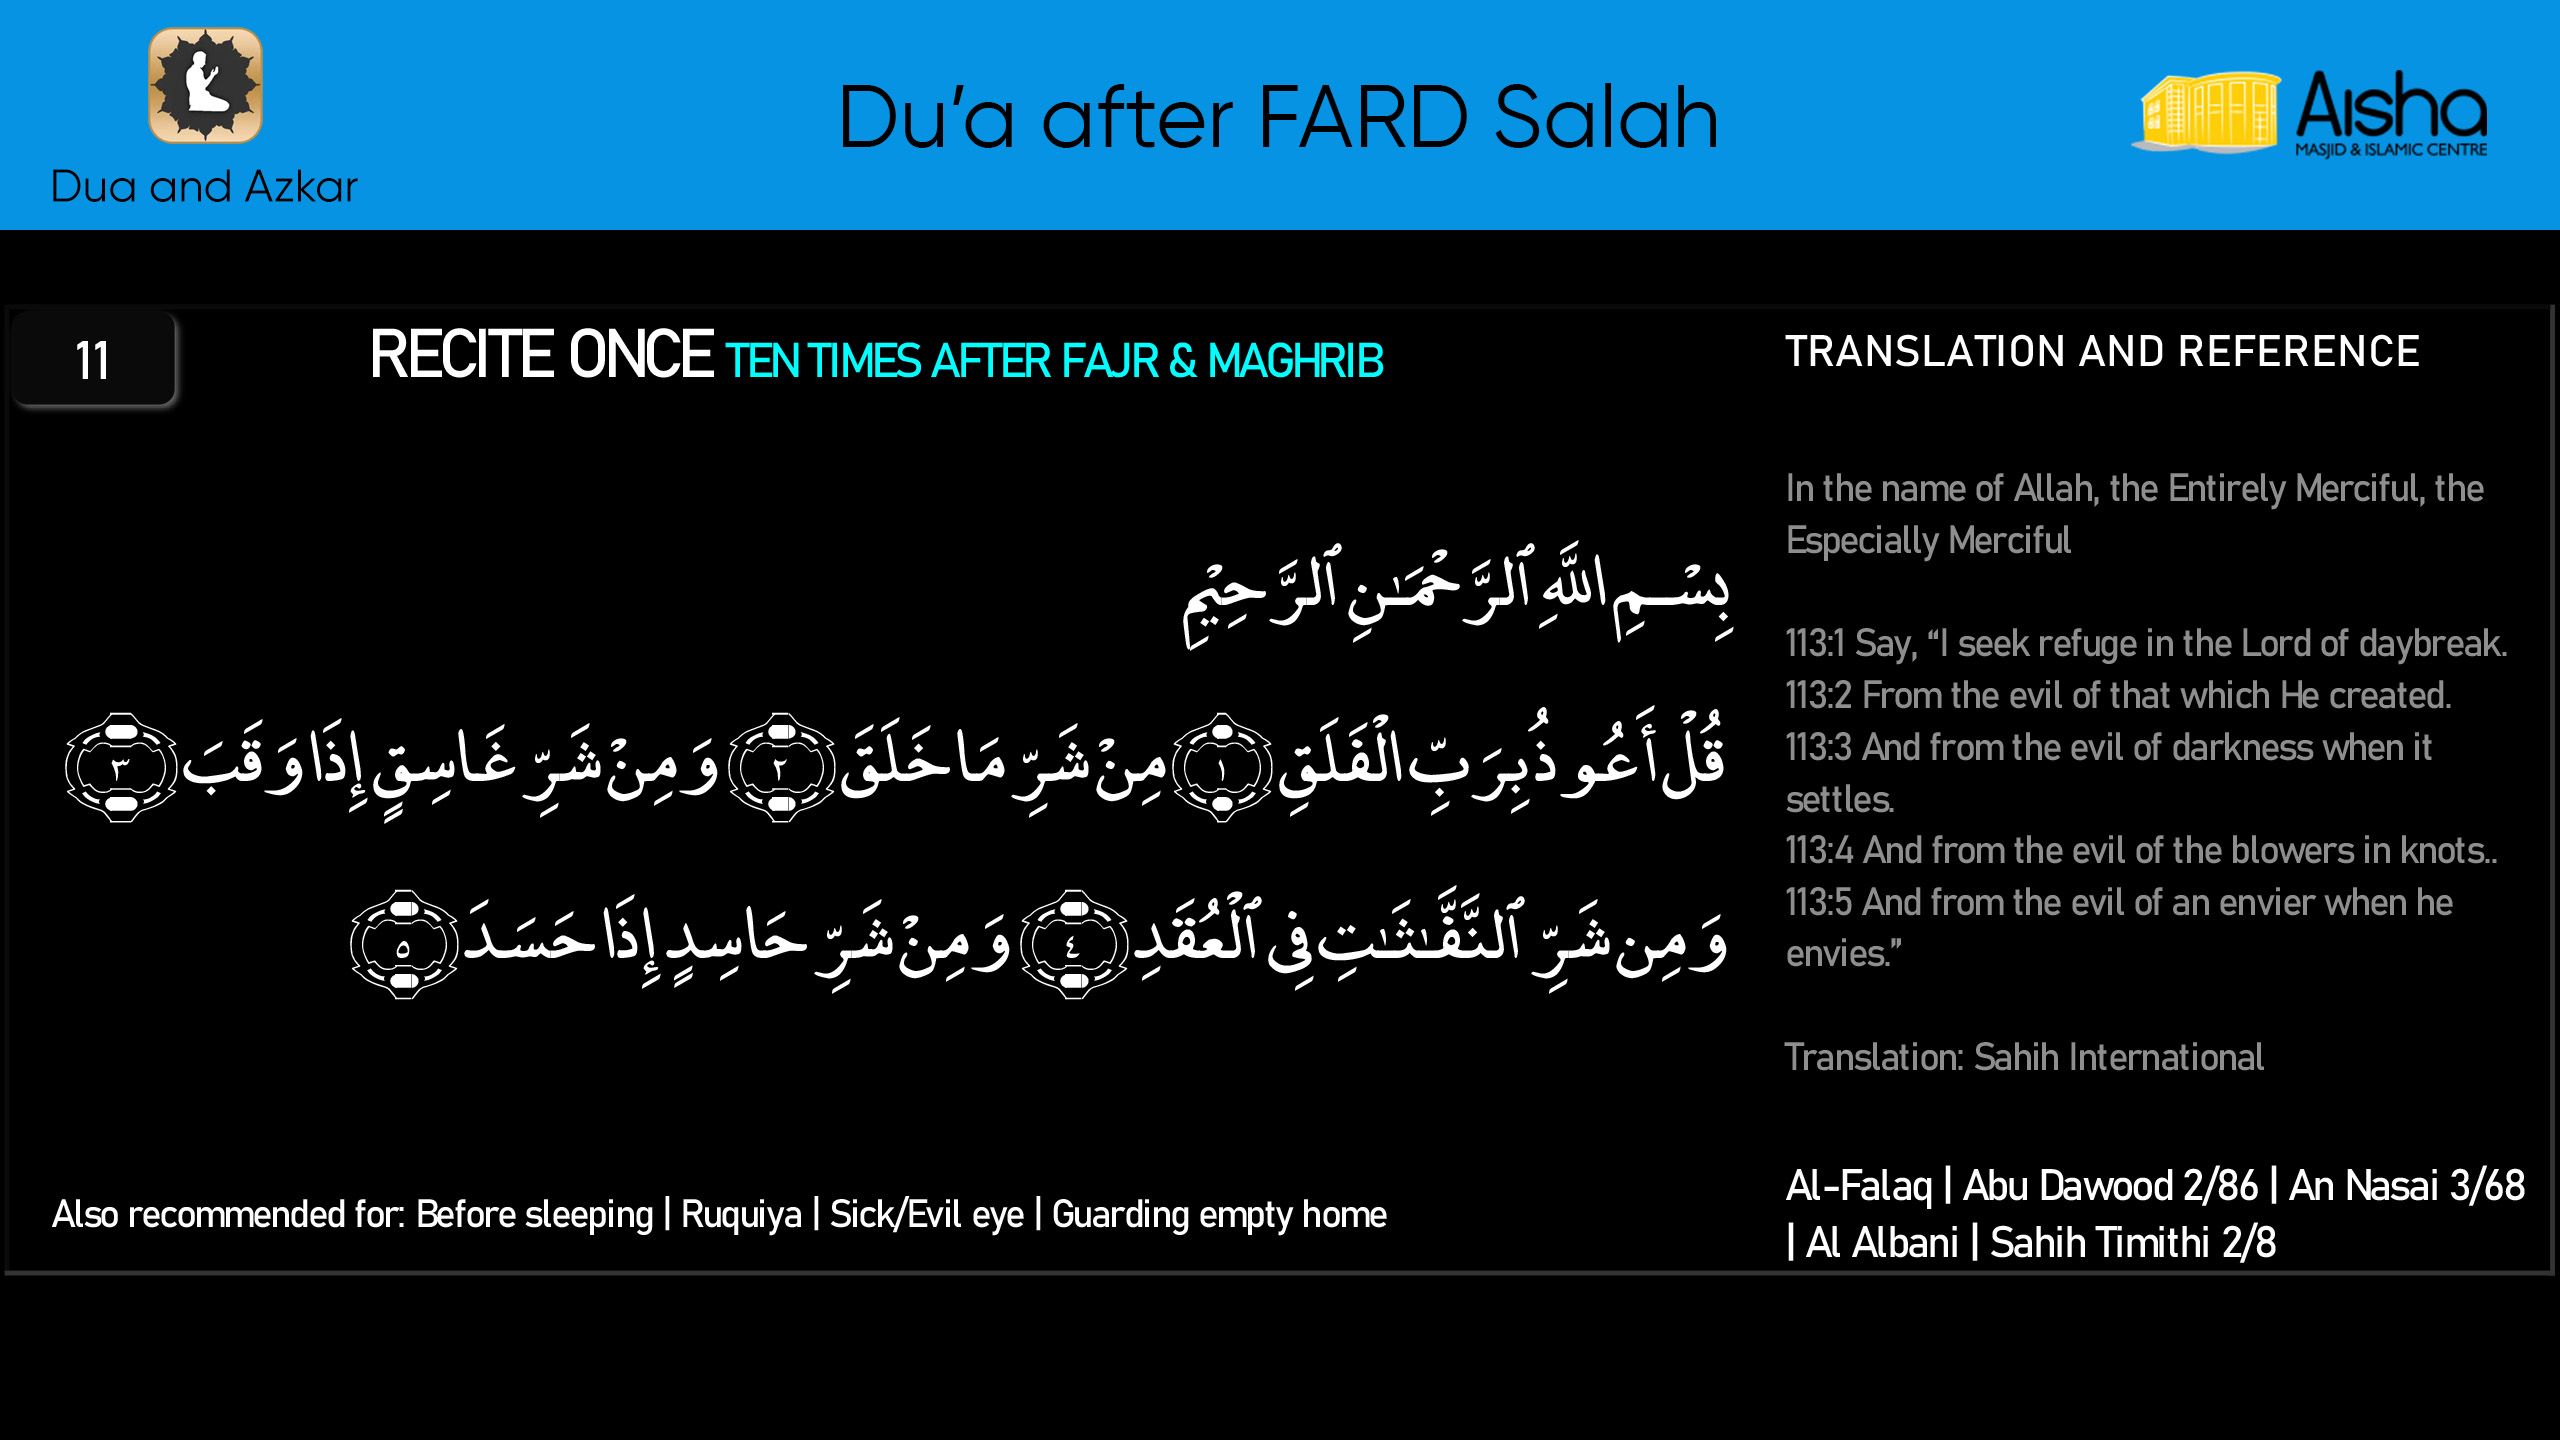 Dua and Azkar
Du’a after FARD Salah
Aisha
MASJID & ISLAMIC CENTRE
11
RECITE ONCE TEN TIMES AFTER FAJR & MAGHRIB
بِسْمِ اللَّهِ ٱلرَّحْمَـٰنِ ٱلرَّحِيْمِ
قُلْ أَعُوذُ بِرَبِّ الْفَلَقِ ١ مِنْ شَرِّ مَا خَلَقَ ٢ وَمِنْ شَرِّ غَاسِقٍ إِذَا وَقَبَ ٣
وَمِن شَرِّ ٱلنَّفَّـٰثَـٰتِ فِى ٱلْعُقَدِ ٤ وَمِنْ شَرِّ حَاسِدٍ إِذَا حَسَدَ ٥
Also recommended for: Before sleeping | Ruquiya | Sick/Evil eye | Guarding empty home
TRANSLATION AND REFERENCE
In the name of Allah, the Entirely Merciful, the
Especially Merciful
113:1 Say, “I seek refuge in the Lord of daybreak.
113:2 From the evil of that which He created.
113:3 And from the evil of darkness when it
settles.
113:4 And from the evil of the blowers in knots..
113:5 And from the evil of an envier when he
envies.”
Translation: Sahih International
Al-Falaq | Abu Dawood 2/86 | An Nasai 3/68
| Al Albani | Sahih Timithi 2/8